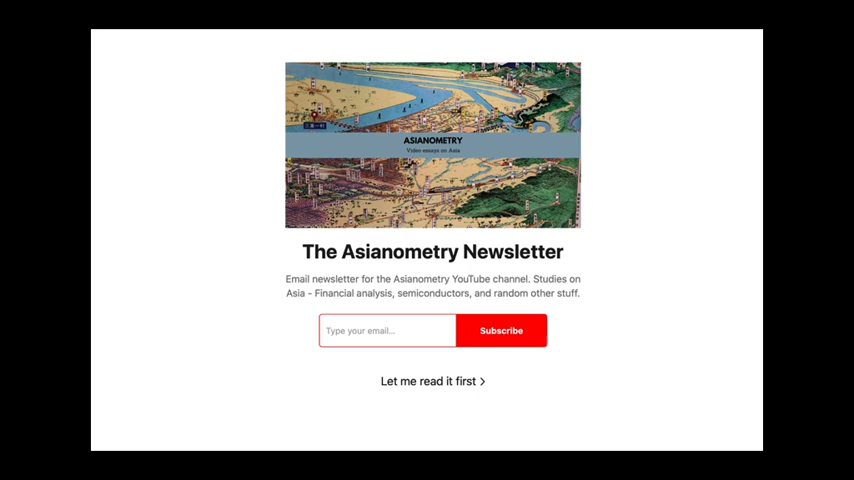 ASIANOMETRY
Video essays on Asia
The Asianometry Newsletter
Email newsletter for the Asianometry YouTube channel. Studies on
Asia - Financial analysis, semiconductors, and random other stuff.
Type your email...
Subscribe
Let me read it first >